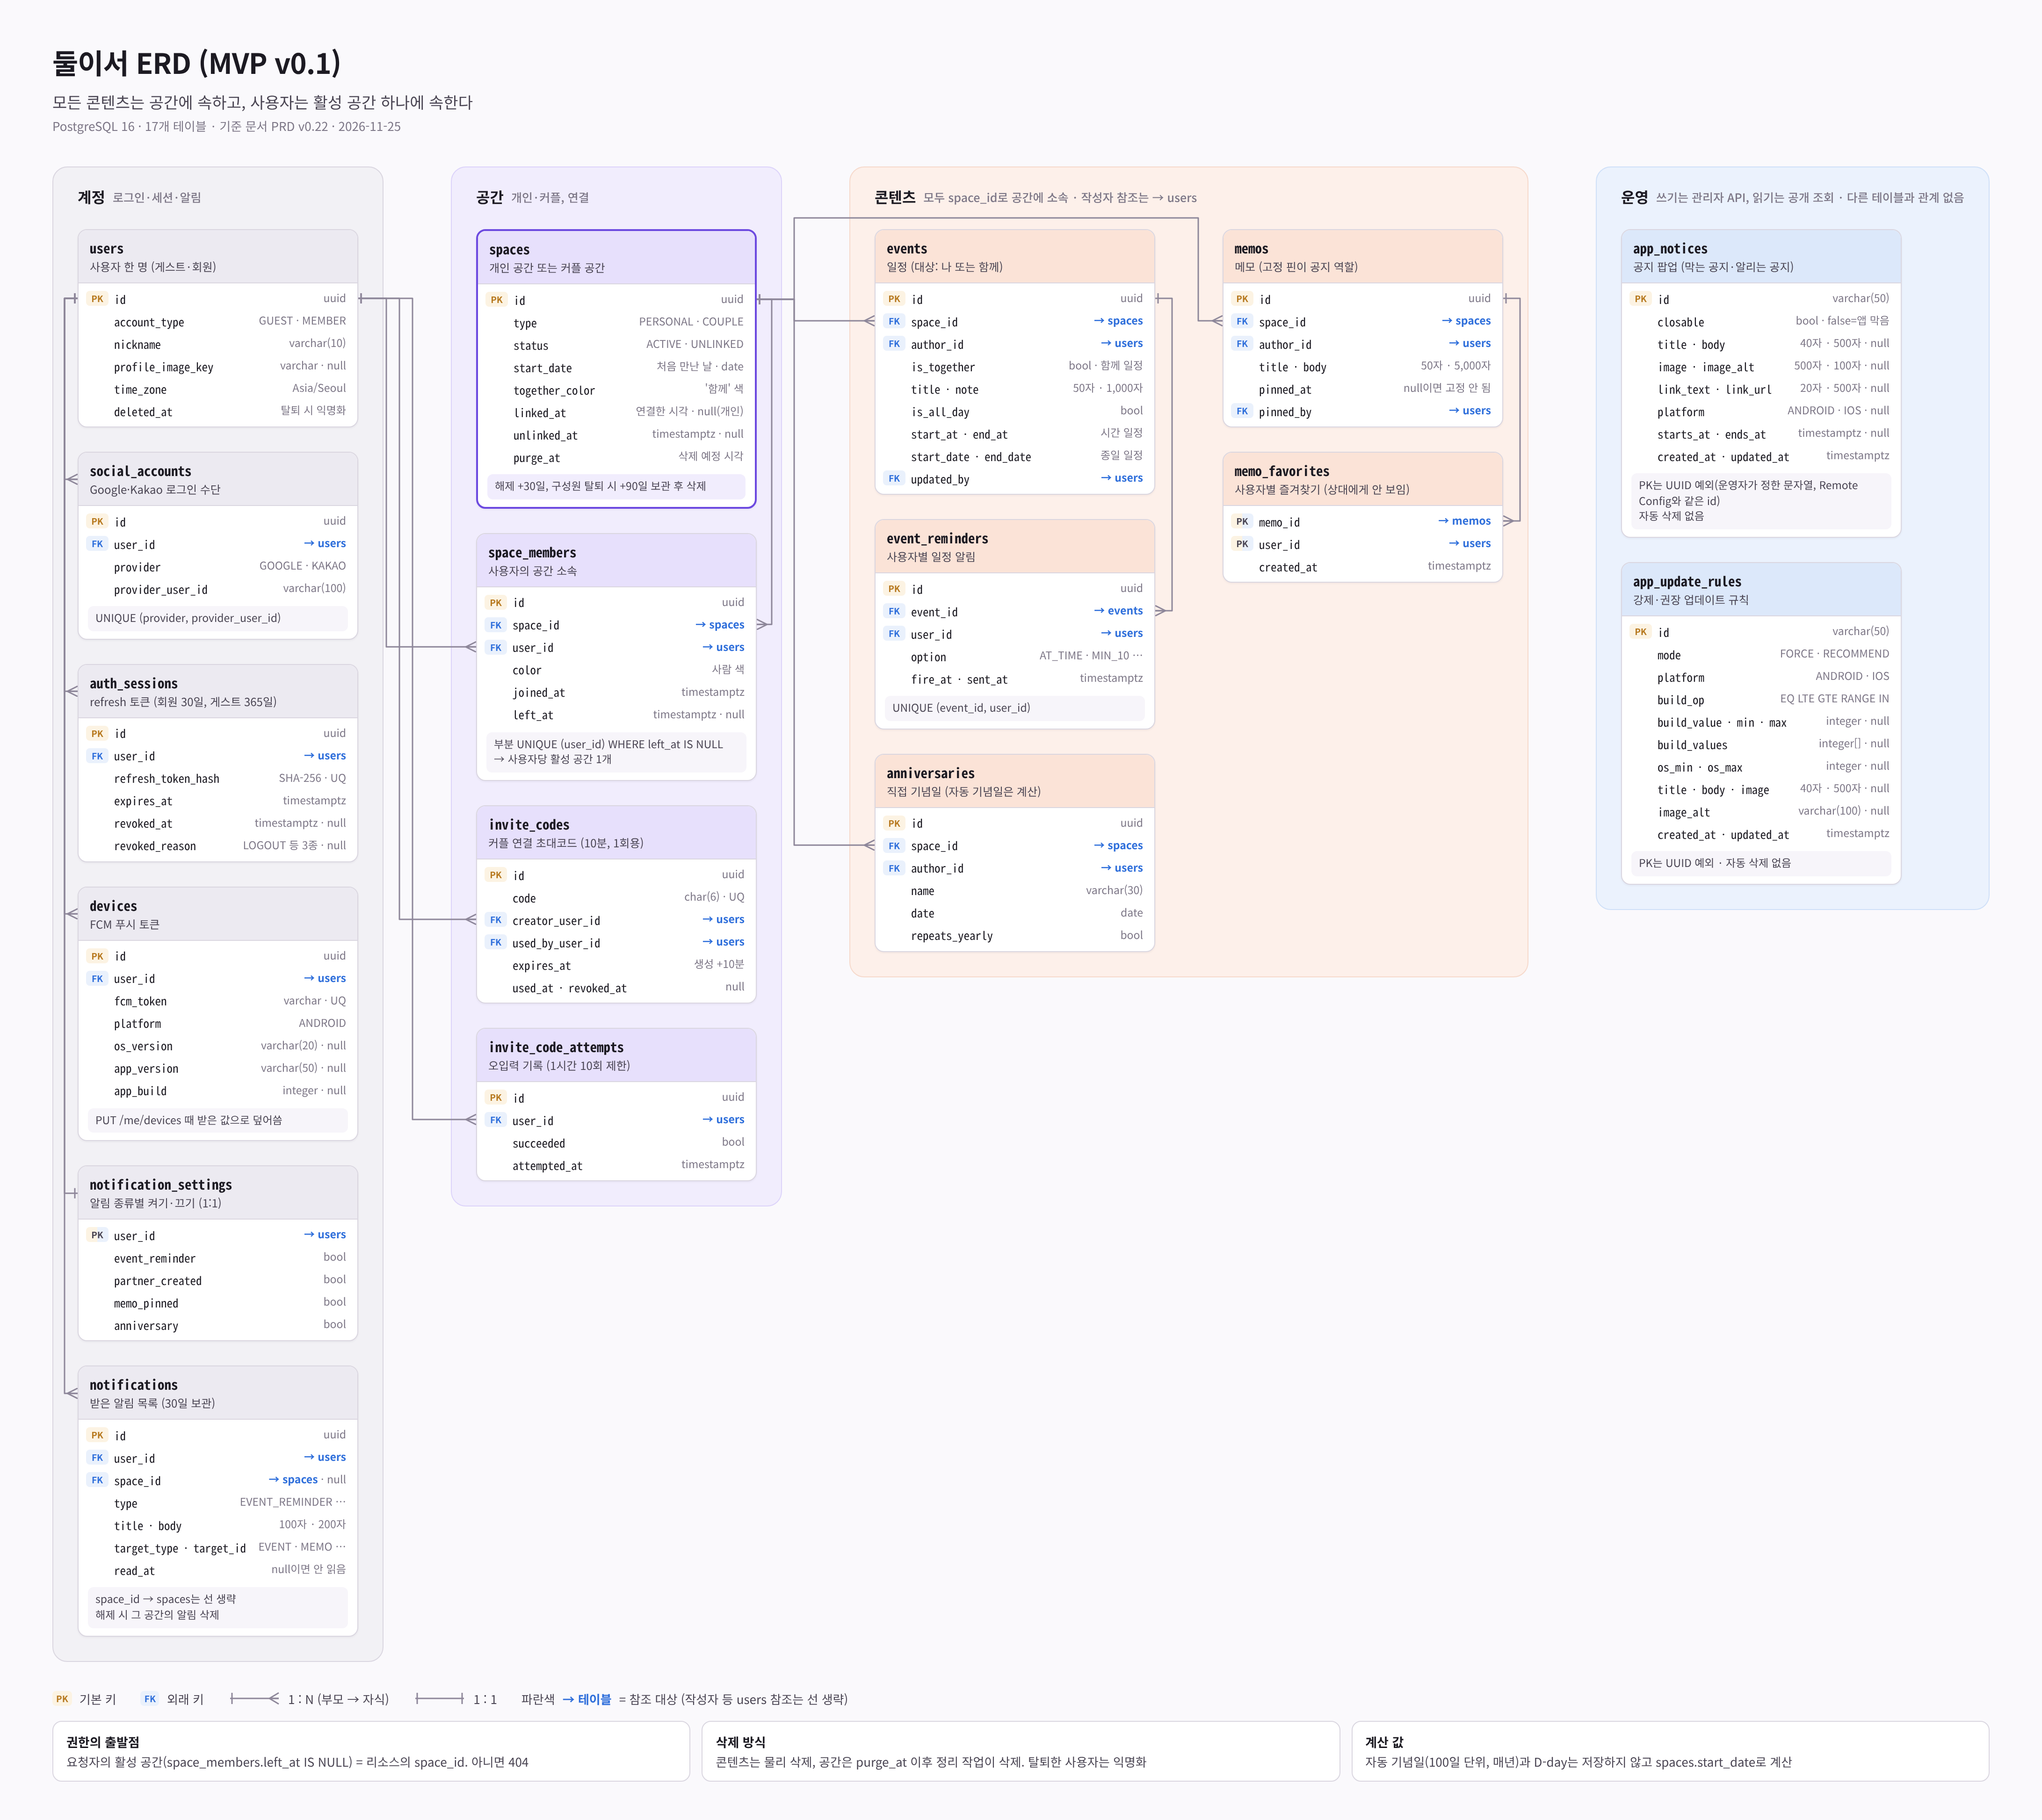 둘이서 ERD (MVP v0.1)
모든 콘텐츠는 공간에 속하고, 사용자는 활성 공간 하나에 속한다
PostgreSQL 16 · 17개 테이블 · 기준 문서 PRD v0.22 · 2026-11-25
계정 로그인·세션·알림
users
사용자 한 명 (게스트·회원)
PK id uuid
account_type GUEST · MEMBER
nickname varchar(10)
profile_image_key varchar · null
time_zone Asia/Seoul
deleted_at 탈퇴 시 익명화
social_accounts
Google·Kakao 로그인 수단
PK id uuid
FK user_id → users
provider GOOGLE · KAKAO
provider_user_id varchar(100)
UNIQUE (provider, provider_user_id)
auth_sessions
refresh 토큰 (회원 30일, 게스트 365일)
PK id uuid
FK user_id → users
refresh_token_hash SHA-256 · UQ
expires_at timestamptz
revoked_at timestamptz · null
revoked_reason LOGOUT 등 3종 · null
devices
FCM 푸시 토큰
PK id uuid
FK user_id → users
fcm_token varchar · UQ
platform ANDROID
os_version varchar(20) · null
app_version varchar(50) · null
app_build integer · null
PUT /me/devices 때 받은 값으로 덮어씀
notification_settings
알림 종류별 켜기·끄기 (1:1)
PK user_id → users
event_reminder bool
partner_created bool
memo_pinned bool
anniversary bool
notifications
받은 알림 목록 (30일 보관)
PK id uuid
FK user_id → users
FK space_id → spaces · null
type EVENT_REMINDER ⋯
title · body 100자 · 200자
target_type · target_id EVENT · MEMO ⋯
read_at null이면 안 읽음
space_id → spaces는 선 생략
해제 시 그 공간의 알림 삭제
공간 개인·커플, 연결
spaces
개인 공간 또는 커플 공간
PK id uuid
type PERSONAL · COUPLE
status ACTIVE · UNLINKED
start_date 처음 만난 날 · date
together_color '함께' 색
linked_at 연결한 시각 · null(개인)
unlinked_at timestamptz · null
purge_at 삭제 예정 시각
해제 +30일, 구성원 탈퇴 시 +90일 보관 후 삭제
space_members
사용자의 공간 소속
PK id uuid
FK space_id → spaces
FK user_id → users
color 사람 색
joined_at timestamptz
left_at timestamptz · null
부분 UNIQUE (user_id) WHERE left_at IS NULL
→ 사용자당 활성 공간 1개
invite_codes
커플 연결 초대코드 (10분, 1회용)
PK id uuid
code char(6) · UQ
FK creator_user_id → users
FK used_by_user_id → users
expires_at 생성 +10분
used_at · revoked_at null
invite_code_attempts
오입력 기록 (1시간 10회 제한)
PK id uuid
FK user_id → users
succeeded bool
attempted_at timestamptz
콘텐츠 모두 space_id로 공간에 소속 · 작성자 참조는 → users
events
일정 (대상: 나 또는 함께)
PK id uuid
FK space_id → spaces
FK author_id → users
is_together bool · 함께 일정
title · note 50자 · 1,000자
is_all_day bool
start_at · end_at 시간 일정
start_date · end_date 종일 일정
FK updated_by → users
event_reminders
사용자별 일정 알림
PK id uuid
FK event_id → events
FK user_id → users
option AT_TIME · MIN_10 ⋯
fire_at · sent_at timestamptz
UNIQUE (event_id, user_id)
anniversaries
직접 기념일 (자동 기념일은 계산)
PK id uuid
FK space_id → spaces
FK author_id → users
name varchar(30)
date date
repeats_yearly bool
memos
메모 (고정 핀이 공지 역할)
PK id uuid
FK space_id → spaces
FK author_id → users
title · body 50자 · 5,000자
pinned_at null이면 고정 안 됨
FK pinned_by → users
memo_favorites
사용자별 즐겨찾기 (상대에게 안 보임)
PK memo_id → memos
PK user_id → users
created_at timestamptz
운영 쓰기는 관리자 API, 읽기는 공개 조회 · 다른 테이블과 관계 없음
app_notices
공지 팝업 (막는 공지·알리는 공지)
PK id varchar(50)
closable bool · false=앱 막음
title · body 40자 · 500자 · null
image · image_alt 500자 · 100자 · null
link_text · link_url 20자 · 500자 · null
platform ANDROID · IOS · null
starts_at · ends_at timestamptz · null
created_at · updated_at timestamptz
PK는 UUID 예외(운영자가 정한 문자열, Remote
Config와 같은 id)
자동 삭제 없음
app_update_rules
강제·권장 업데이트 규칙
PK id varchar(50)
mode FORCE · RECOMMEND
platform ANDROID · IOS
build_op EQ LTE GTE RANGE IN
build_value · min · max integer · null
build_values integer[] · null
os_min · os_max integer · null
title · body · image 40자 · 500자 · null
image_alt varchar(100) · null
created_at · updated_at timestamptz
PK는 UUID 예외 · 자동 삭제 없음
PK 기본 키 FK 외래 키 1 : N (부모 → 자식) 1 : 1 파란색 → 테이블 = 참조 대상 (작성자 등 users 참조는 선 생략)
권한의 출발점
요청자의 활성 공간(space_members.left_at IS NULL) = 리소스의 space_id. 아니면 404
삭제 방식
콘텐츠는 물리 삭제, 공간은 purge_at 이후 정리 작업이 삭제. 탈퇴한 사용자는 익명화
계산 값
자동 기념일(100일 단위, 매년)과 D-day는 저장하지 않고 spaces.start_date로 계산